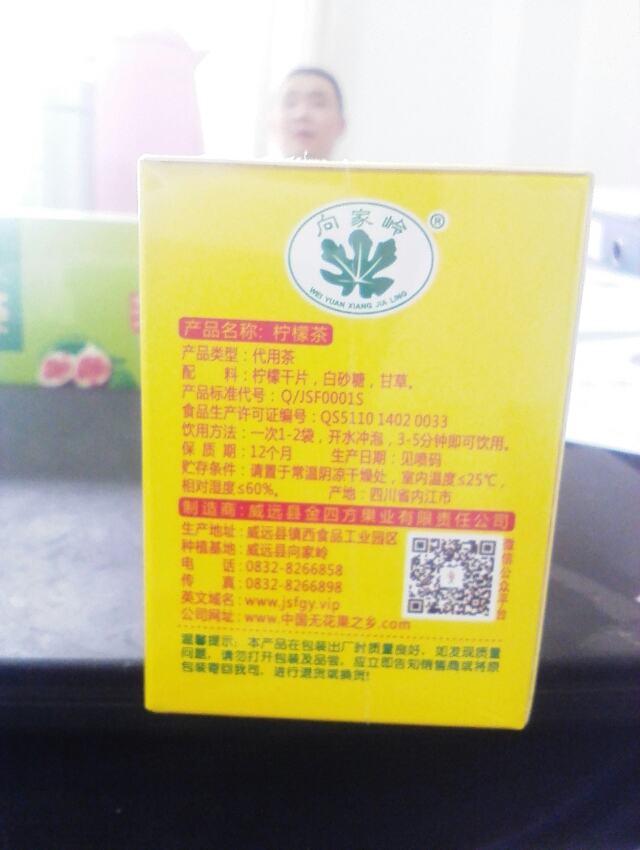 向家岭®
WEI YUAN XIANG JIA LING
产品名称：柠檬茶
产品类型：代用茶
配　　料：柠檬干片，白砂糖，甘草。
产品标准代号：Q/JSF0001S
食品生产许可证编号：QS5110 1402 0033
饮用方法：一次1-2袋，开水冲泡，3-5分钟即可饮用。
保 质 期：12个月　　生产日期：见喷码
贮存条件：请置于常温阴凉干燥处，室内温度≤25℃，
相对湿度≤60%。　　产地：四川省内江市
制造商：威远县金四方果业有限责任公司
生产地址：威远县镇西食品工业园区
种植基地：威远县向家岭
电　　话：0832-8266858
传　　真：0832-8266898
英文域名：www.jsfgy.vip
公司网址：www.中国无花果之乡.com
微信公众平台
温馨提示：本产品在包装出厂时质量良好，如发现质量
问题，请勿打开包装及品尝，应立即告知销售商或将原
包装寄回我司，进行退货或换货！